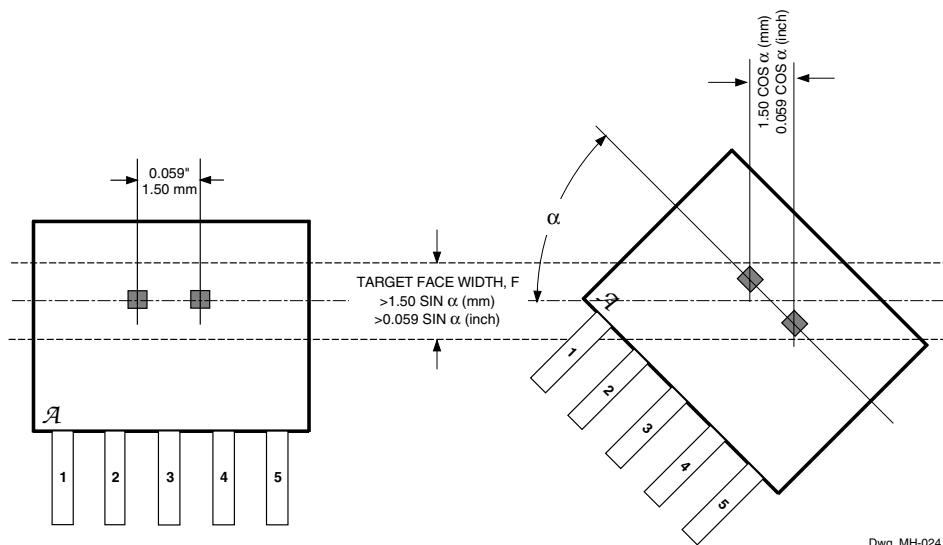 0.059"
1.50 mm
1.50 COS α (mm)
0.059 COS α (inch)
α
TARGET FACE WIDTH, F
>1.50 SIN α (mm)
>0.059 SIN α (inch)
A
1
2
3
4
5
A
1
2
3
4
5
Dwg. MH-024